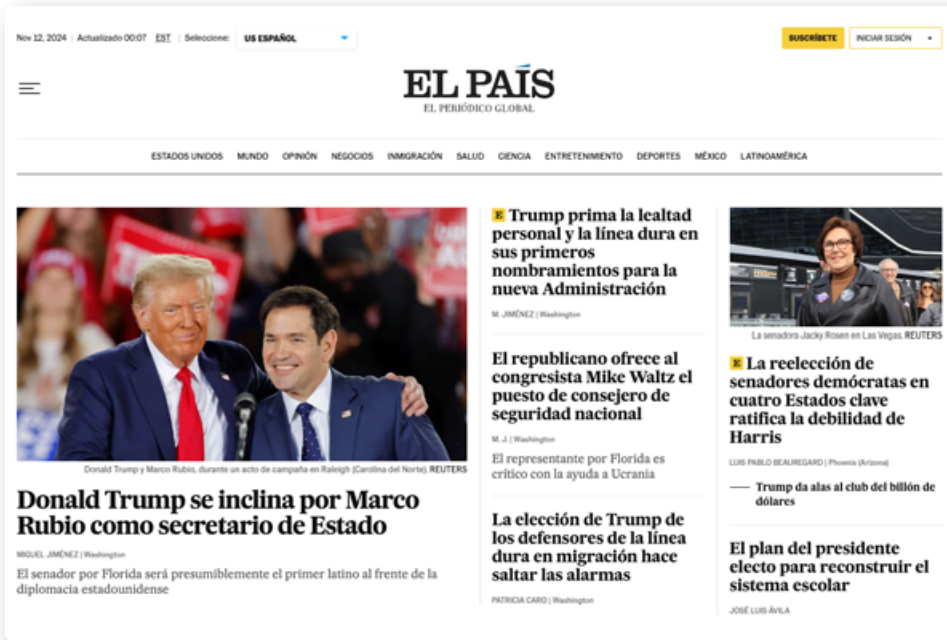 Nov 12, 2024 | Actualizado 00:07 EST | Seleccione: US ESPAÑOL
SUSCRÍBETE
INICIAR SESIÓN
EL PAÍS
EL PERIÓDICO GLOBAL
ESTADOS UNIDOS MUNDO OPINIÓN NEGOCIOS INMIGRACIÓN SALUD CIENCIA ENTRETENIMIENTO DEPORTES MÉXICO LATINOAMÉRICA
Donald Trump y Marco Rubio, durante un acto de campaña en Raleigh (Carolina del Norte). REUTERS
Donald Trump se inclina por Marco
Rubio como secretario de Estado
MIGUEL JIMÉNEZ | Washington
El senador por Florida será presumiblemente el primer latino al frente de la
diplomacia estadounidense
E Trump prima la lealtad
personal y la línea dura en
sus primeros
nombramientos para la
nueva Administración
M. JIMÉNEZ | Washington
El republicano ofrece al
congresista Mike Waltz el
puesto de consejero de
seguridad nacional
M. J. | Washington
El representante por Florida es
crítico con la ayuda a Ucrania
La elección de Trump de
los defensores de la línea
dura en migración hace
saltar las alarmas
PATRICIA CARO | Washington
La senadora Jacky Rosen en Las Vegas. REUTERS
E La reelección de
senadores demócratas en
cuatro Estados clave
ratifica la debilidad de
Harris
LUIS PABLO BEAUREGARD | Phoenix (Arizona)
Trump da alas al club del billón de
dólares
El plan del presidente
electo para reconstruir el
sistema escolar
JOSÉ LUIS ÁVILA